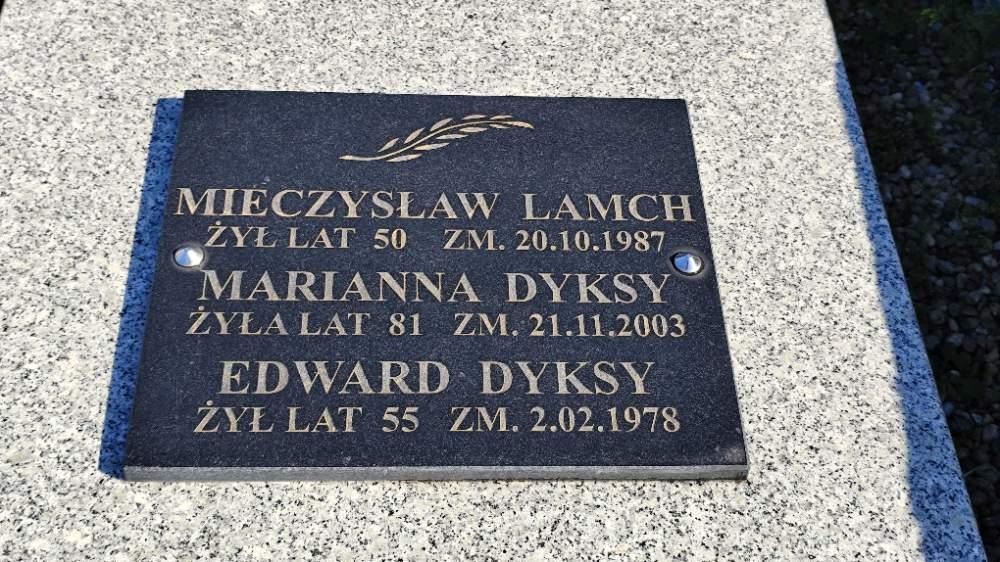 MIECZYSŁAW LAMCH
ŻYŁ LAT 50 ZM. 20.10.1987
MARIANNA DYKSY
ŻYŁA LAT 81 ZM. 21.11.2003
EDWARD DYKSY
ŻYŁ LAT 55 ZM. 2.02.1978